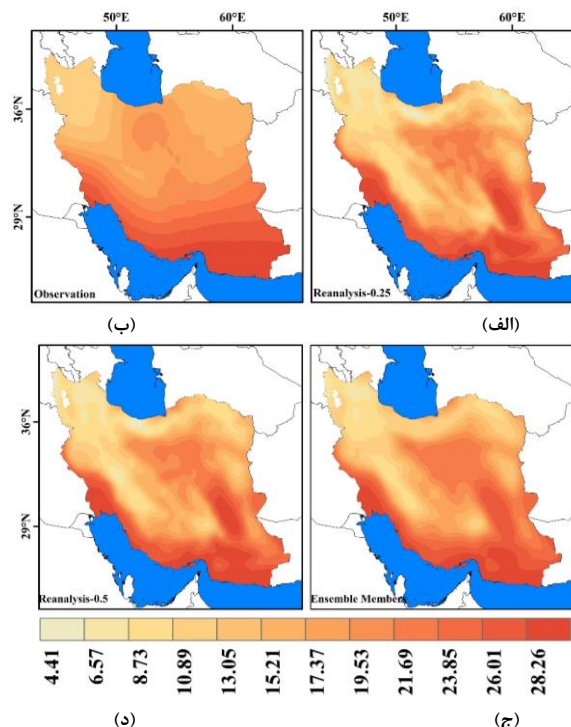 50°E 60°E 50°E 60°E
36°N
29°N
Observation
Reanalysis-0.25
(ب)
(الف)
36°N
29°N
Reanalysis-0.5
Ensemble Members
4.41 6.57 8.73 10.89 13.05 15.21 17.37 19.53 21.69 23.85 26.01 28.26
(د)
(ج)